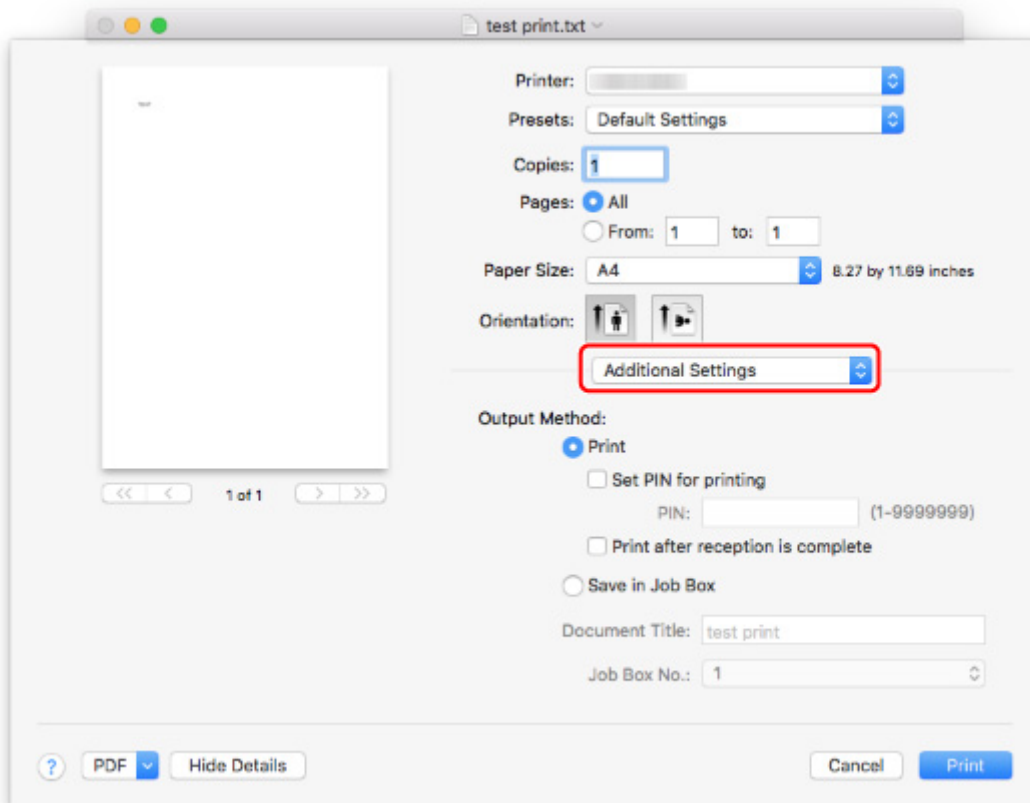 test print.txt
Printer:
Presets: Default Settings
Copies: 1
Pages: All
From: 1 to: 1
Paper Size: A4 8.27 by 11.69 inches
Orientation:
Additional Settings
Output Method:
Print
Set PIN for printing
PIN: (1-9999999)
Print after reception is complete
Save in Job Box
Document Title: test print
Job Box No.: 1
<< < 1 of 1 > >>
? PDF Hide Details Cancel Print